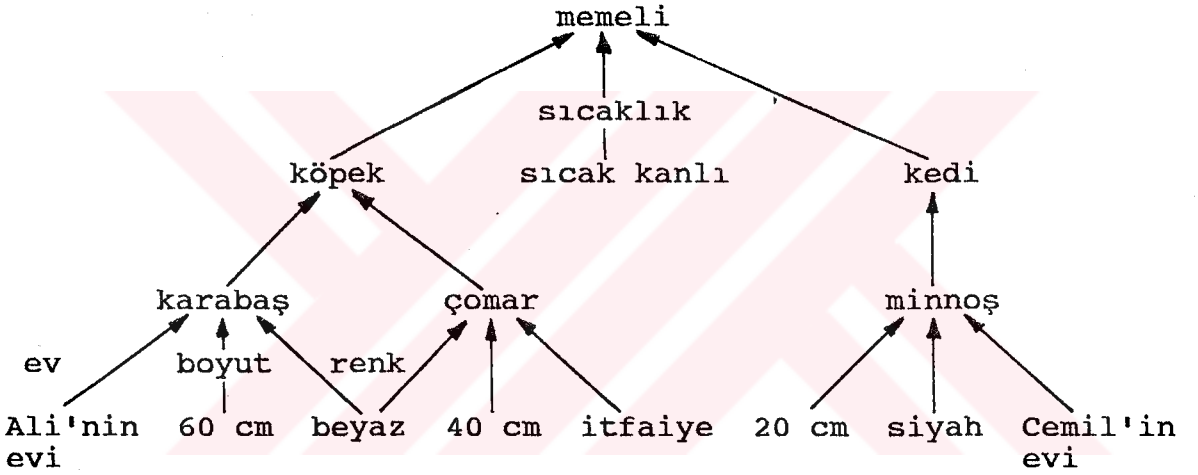 memeli
sıcaklık
köpek sıcak kanlı kedi
karabaş çomar minnoş
ev boyut renk
Ali'nin 60 cm beyaz 40 cm itfaiye 20 cm siyah Cemil'in
evi evi